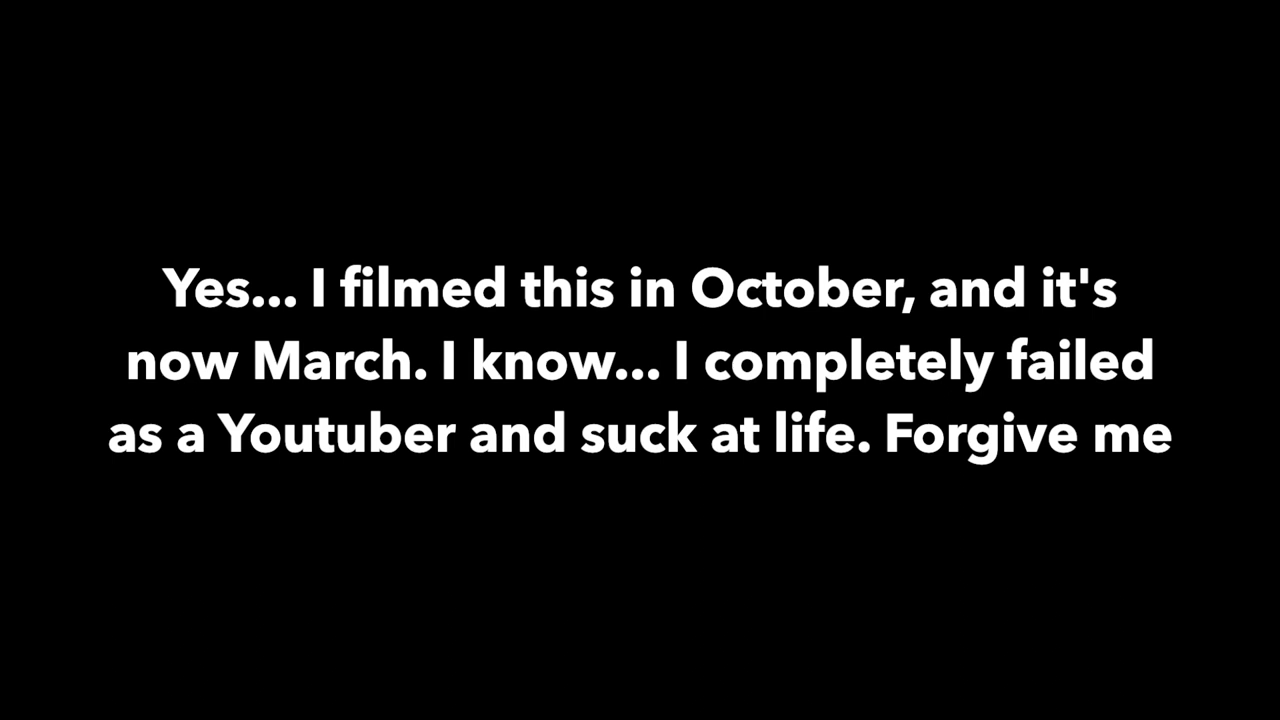 Yes... I filmed this in October, and it's
now March. I know... I completely failed
as a Youtuber and suck at life. Forgive me